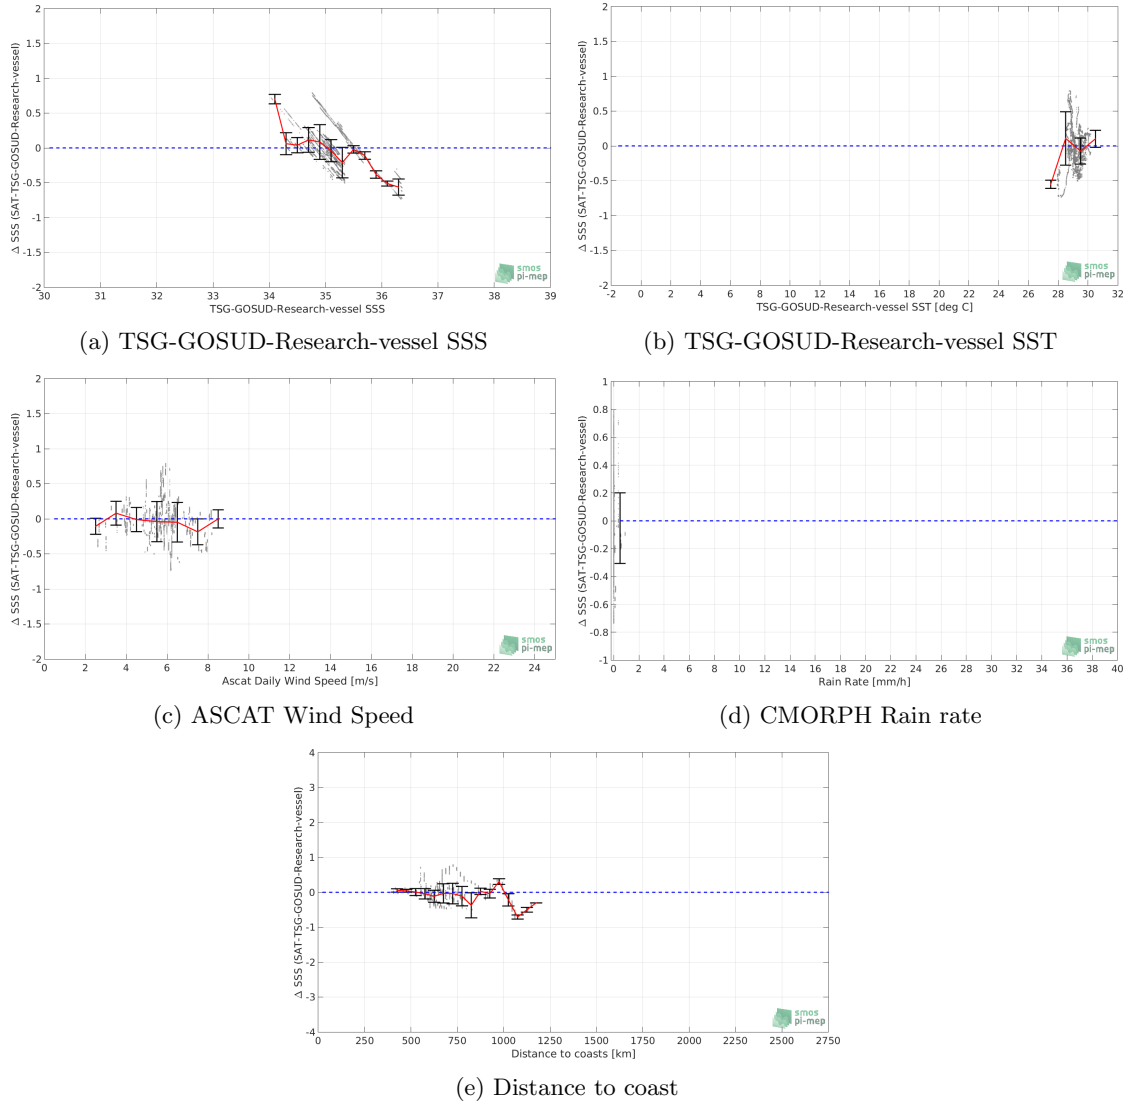 2
1.5
1
0.5
0
-0.5
-1
-1.5
-2
Δ SSS (SAT-TSG-GOSUD-Research-vessel)
30 31 32 33 34 35 36 37 38 39
TSG-GOSUD-Research-vessel SSS
smos
pi-mep
(a) TSG-GOSUD-Research-vessel SSS
2
1.5
1
0.5
0
-0.5
-1
-1.5
-2
Δ SSS (SAT-TSG-GOSUD-Research-vessel)
-2 0 2 4 6 8 10 12 14 16 18 20 22 24 26 28 30 32
TSG-GOSUD-Research-vessel SST [deg C]
smos
pi-mep
(b) TSG-GOSUD-Research-vessel SST
2
1.5
1
0.5
0
-0.5
-1
-1.5
-2
Δ SSS (SAT-TSG-GOSUD-Research-vessel)
0 2 4 6 8 10 12 14 16 18 20 22 24
Ascat Daily Wind Speed [m/s]
smos
pi-mep
(c) ASCAT Wind Speed
1
0.8
0.6
0.4
0.2
0
-0.2
-0.4
-0.6
-0.8
-1
Δ SSS (SAT-TSG-GOSUD-Research-vessel)
0 2 4 6 8 10 12 14 16 18 20 22 24 26 28 30 32 34 36 38 40
Rain Rate [mm/h]
smos
pi-mep
(d) CMORPH Rain rate
4
3
2
1
0
-1
-2
-3
-4
Δ SSS (SAT-TSG-GOSUD-Research-vessel)
0 250 500 750 1000 1250 1500 1750 2000 2250 2500 2750
Distance to coasts [km]
smos
pi-mep
(e) Distance to coast